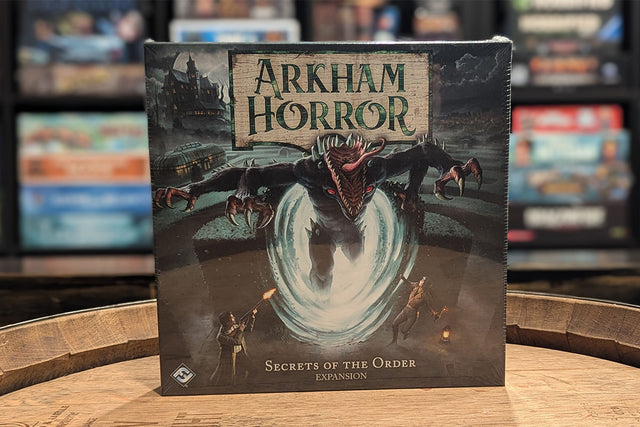 ARKHAM
HORROR
SECRETS OF THE ORDER
EXPANSION